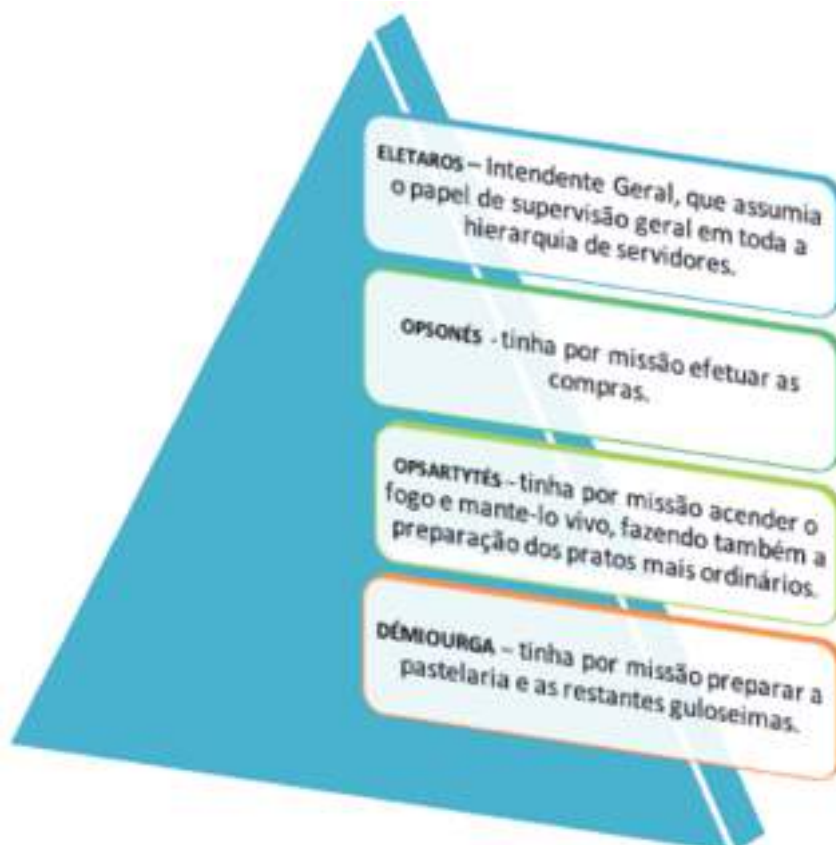 ELETAROS – Intendente Geral, que assumia
o papel de supervisão geral em toda a
hierarquia de servidores.
OPSONÉS - tinha por missão efetuar as
compras.
OPSARTYTÉS - tinha por missão acender o
fogo e mante-lo vivo, fazendo também a
preparação dos pratos mais ordinários.
DÉMIOURGA – tinha por missão preparar a
pastelaria e as restantes guloseimas.